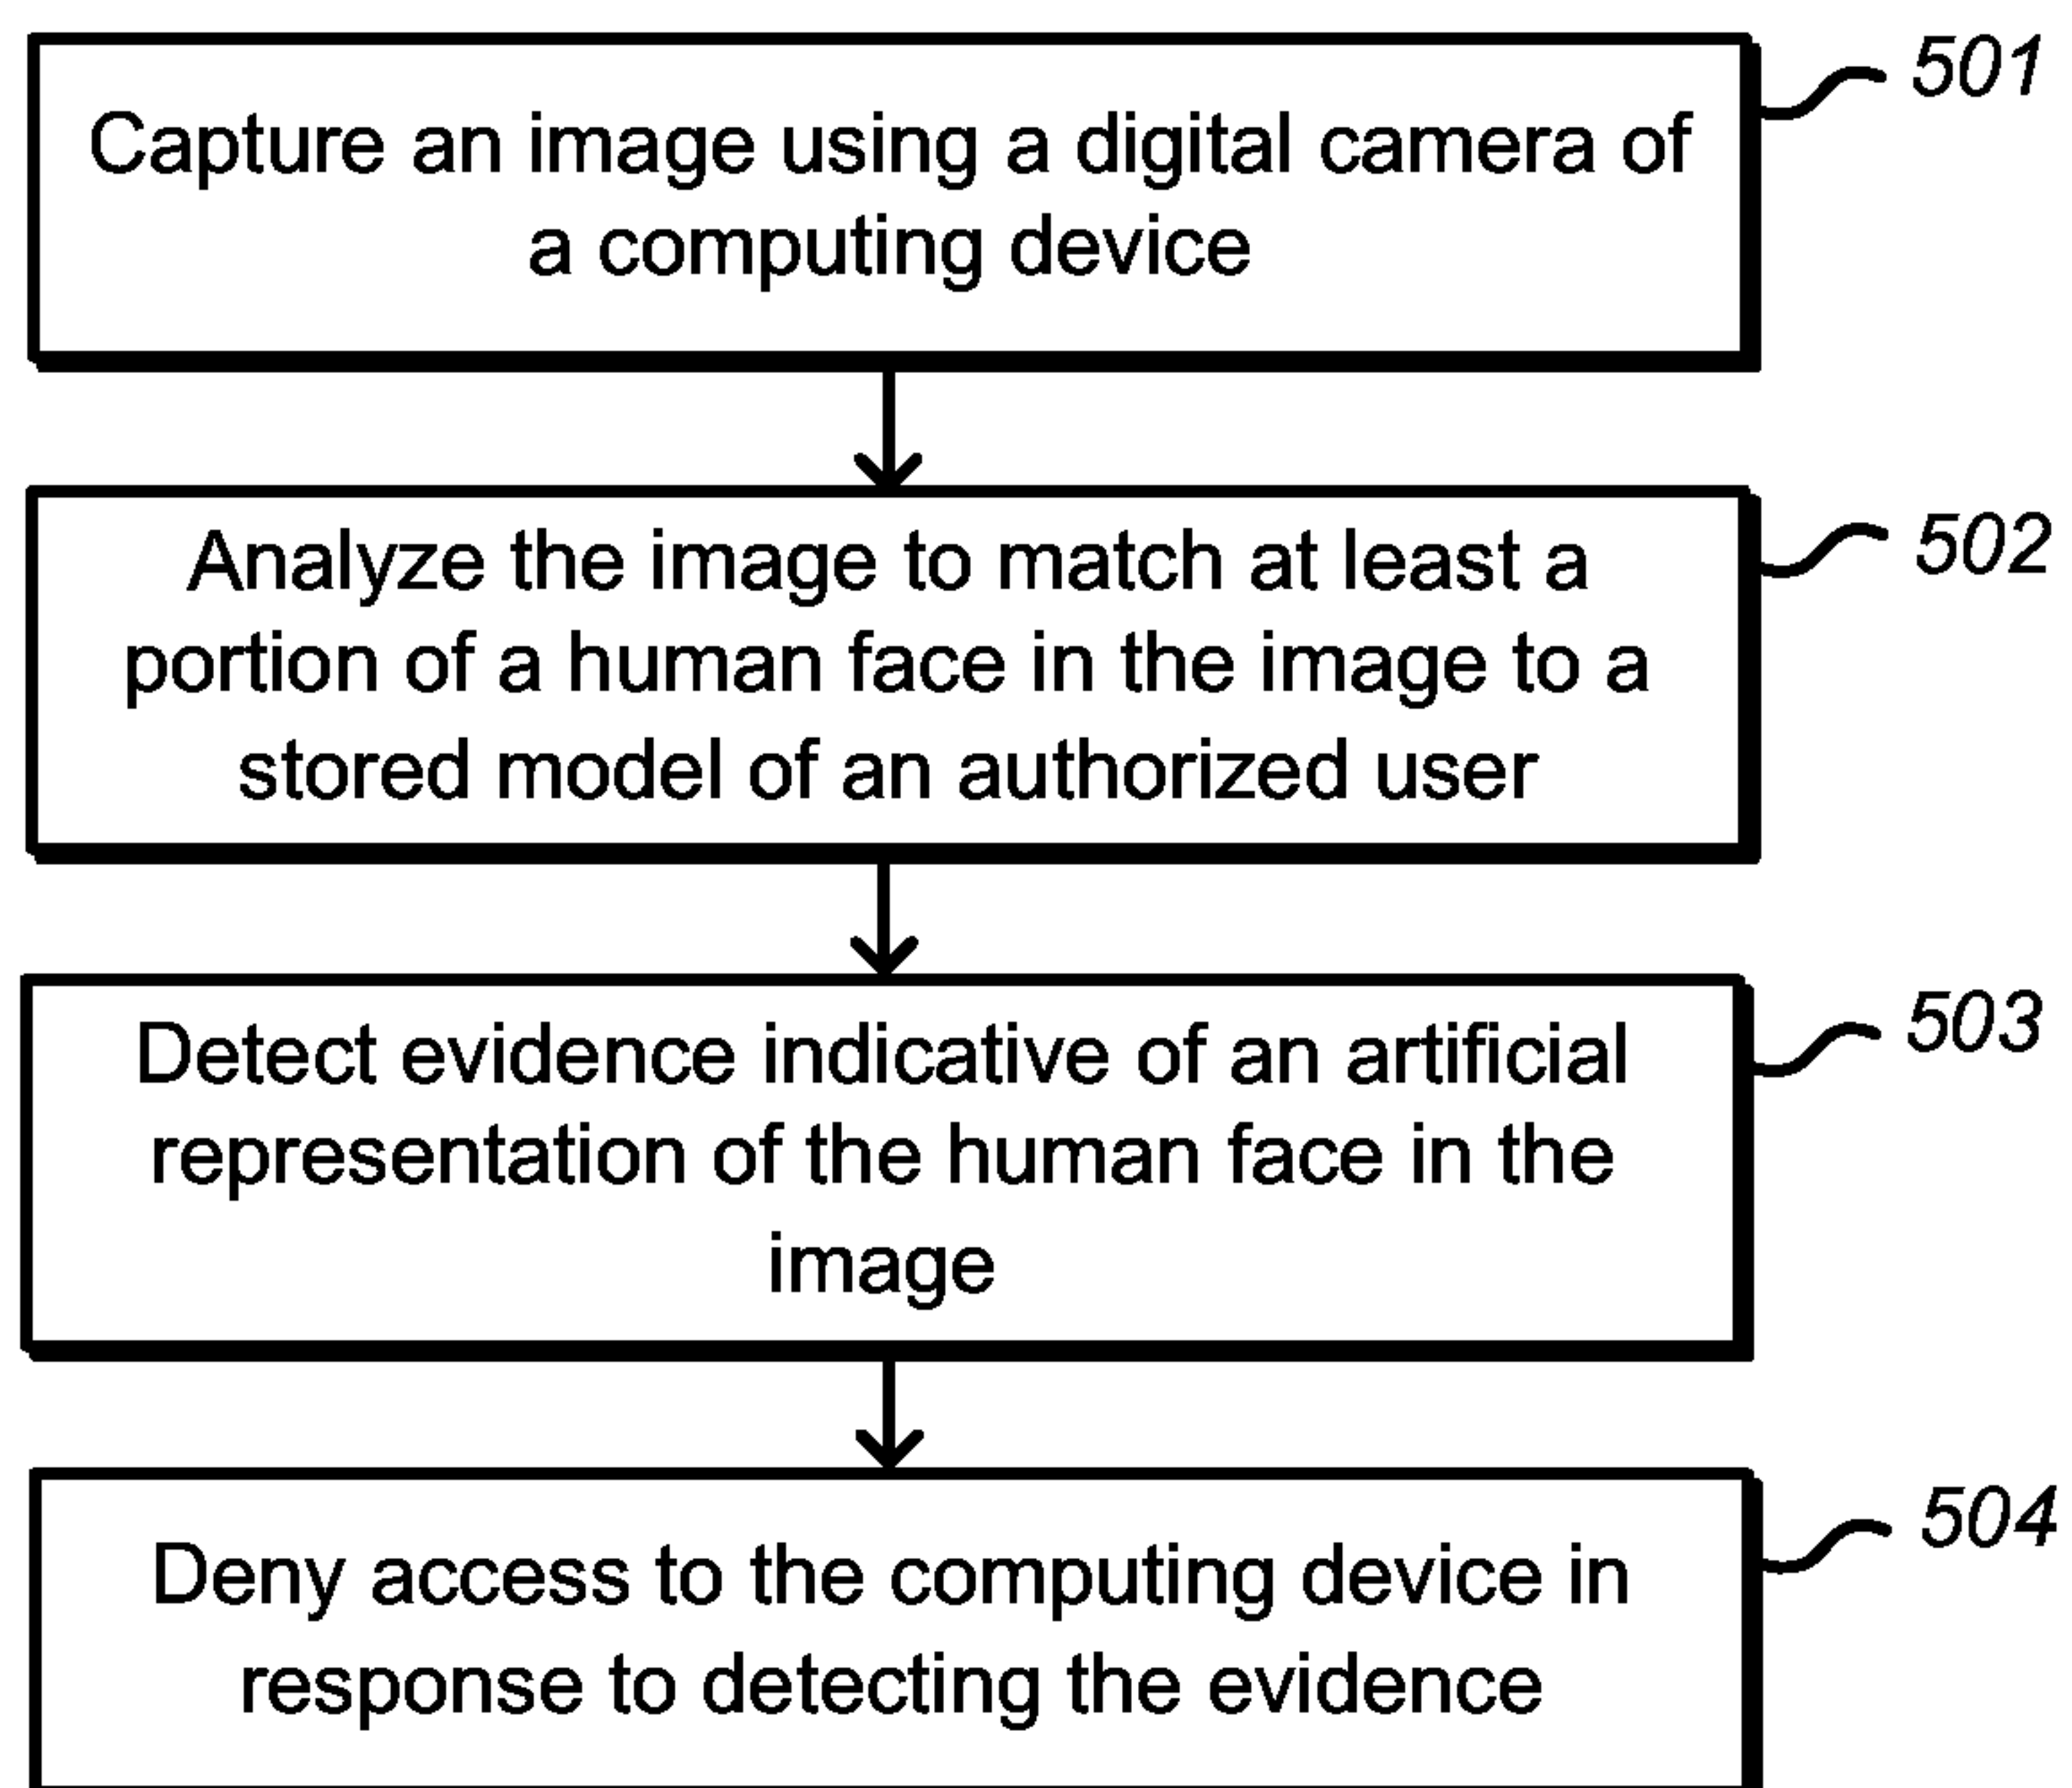 Capture an image using a digital camera of
a computing device
501
Analyze the image to match at least a
portion of a human face in the image to a
stored model of an authorized user
502
Detect evidence indicative of an artificial
representation of the human face in the
image
503
Deny access to the computing device in
response to detecting the evidence
504